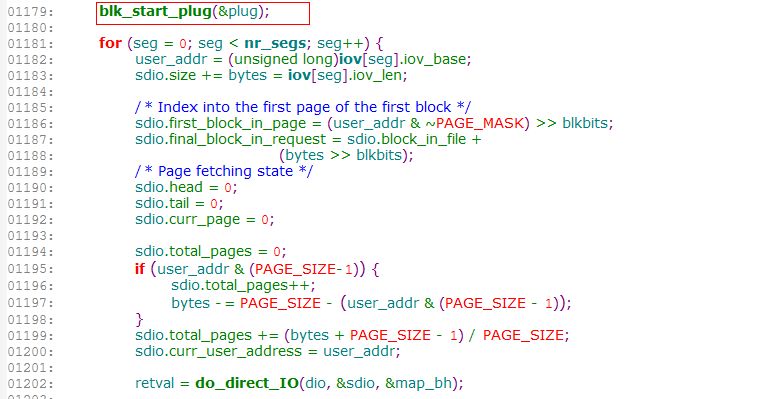 01179: blk_start_plug(&plug);
01180:
01181: for (seg = 0; seg < nr_segs; seg++) {
01182: user_addr = (unsigned long)iov[seg].iov_base;
01183: sdio.size += bytes = iov[seg].iov_len;
01184:
01185: / * Index into the first page of the first block */
01186: sdio.first_block_in_page = (user_addr & ~PAGE_MASK) >> blkbits;
01187: sdio.final_block_in_request = sdio.block_in_file +
01188: (bytes >> blkbits);
01189: / * Page fetching state */
01190: sdio.head = 0;
01191: sdio.tail = 0;
01192: sdio.curr_page = 0;
01193:
01194: sdio.total_pages = 0;
01195: if (user_addr & (PAGE_SIZE-1)) {
01196: sdio.total_pages++;
01197: bytes -= PAGE_SIZE - (user_addr & (PAGE_SIZE - 1));
01198: }
01199: sdio.total_pages += (bytes + PAGE_SIZE - 1) / PAGE_SIZE;
01200: sdio.curr_user_address = user_addr;
01201:
01202: retval = do_direct_IO(dio, &sdio, &map_bh);